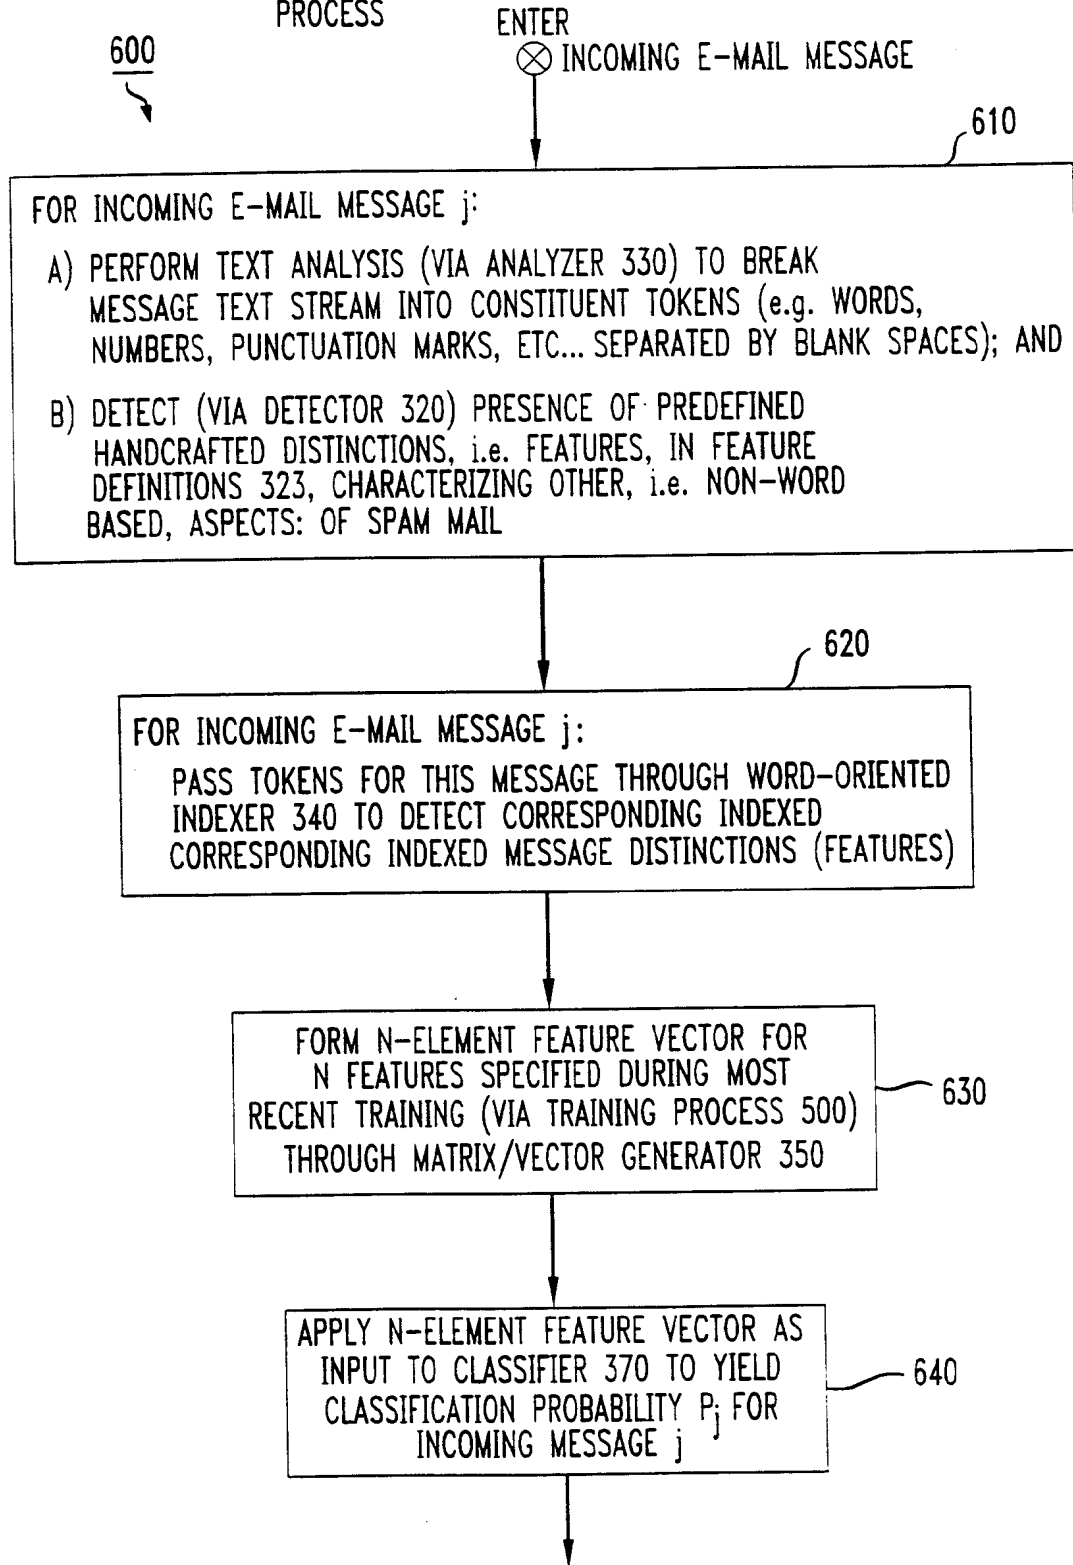 PROCESS
600
ENTER
INCOMING E-MAIL MESSAGE
610
FOR INCOMING E-MAIL MESSAGE j:
A) PERFORM TEXT ANALYSIS (VIA ANALYZER 330) TO BREAK
MESSAGE TEXT STREAM INTO CONSTITUENT TOKENS (e.g. WORDS,
NUMBERS, PUNCTUATION MARKS, ETC... SEPARATED BY BLANK SPACES); AND
B) DETECT (VIA DETECTOR 320) PRESENCE OF PREDEFINED
HANDCRAFTED DISTINCTIONS, i.e. FEATURES, IN FEATURE
DEFINITIONS 323, CHARACTERIZING OTHER, i.e. NON-WORD
BASED, ASPECTS: OF SPAM MAIL
620
FOR INCOMING E-MAIL MESSAGE j:
PASS TOKENS FOR THIS MESSAGE THROUGH WORD-ORIENTED
INDEXER 340 TO DETECT CORRESPONDING INDEXED
CORRESPONDING INDEXED MESSAGE DISTINCTIONS (FEATURES)
FORM N-ELEMENT FEATURE VECTOR FOR
N FEATURES SPECIFIED DURING MOST
RECENT TRAINING (VIA TRAINING PROCESS 500)
THROUGH MATRIX/VECTOR GENERATOR 350
630
APPLY N-ELEMENT FEATURE VECTOR AS
INPUT TO CLASSIFIER 370 TO YIELD
CLASSIFICATION PROBABILITY Pj FOR
INCOMING MESSAGE j
640